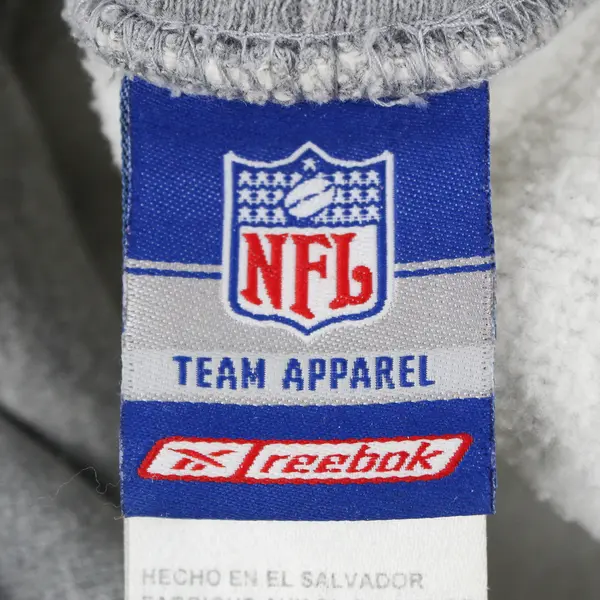 NFL
TEAM APPAREL
reebok
HECHO EN EL SALVADOR